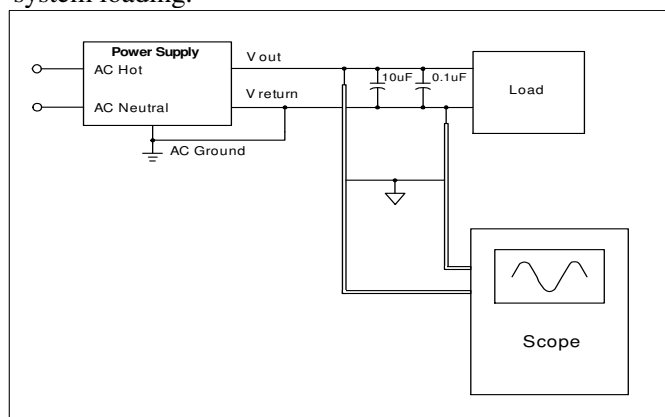 system loading.
Power Supply
V out
AC Hot
10uF
0.1uF
Load
V return
AC Neutral
AC Ground
Scope